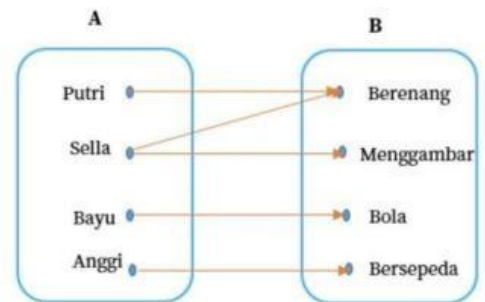 A B
Putri Berenang
Sella Menggambar
Bayu Bola
Anggi Bersepeda